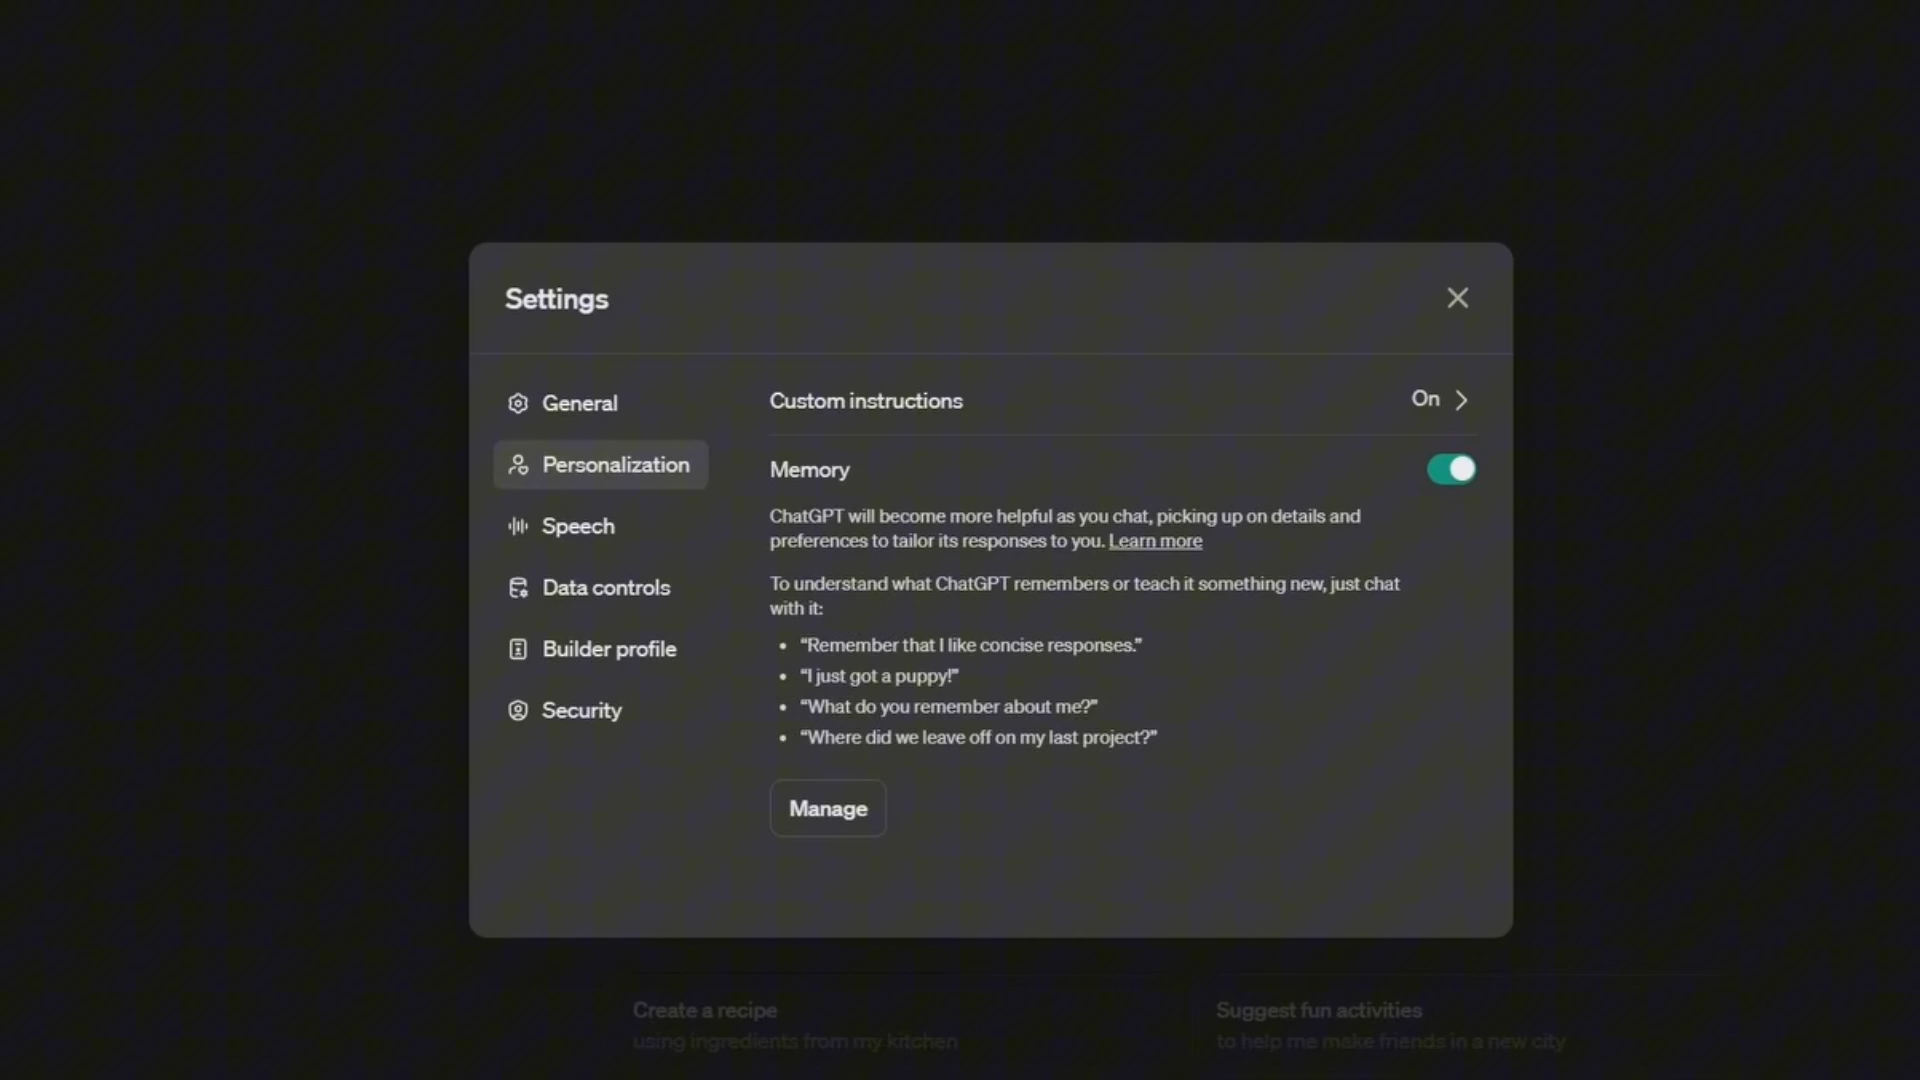 Settings
General
Personalization
Speech
Data controls
Builder profile
Security
Custom instructions
On
Memory
ChatGPT will become more helpful as you chat, picking up on details and
preferences to tailor its responses to you. Learn more
To understand what ChatGPT remembers or teach it something new, just chat
with it:
• “Remember that I like concise responses.”
• “I just got a puppy!”
• “What do you remember about me?”
• “Where did we leave off on my last project?”
Manage
Create a recipe
using ingredients from my kitchen
Suggest fun activities
to help me make friends in a new city